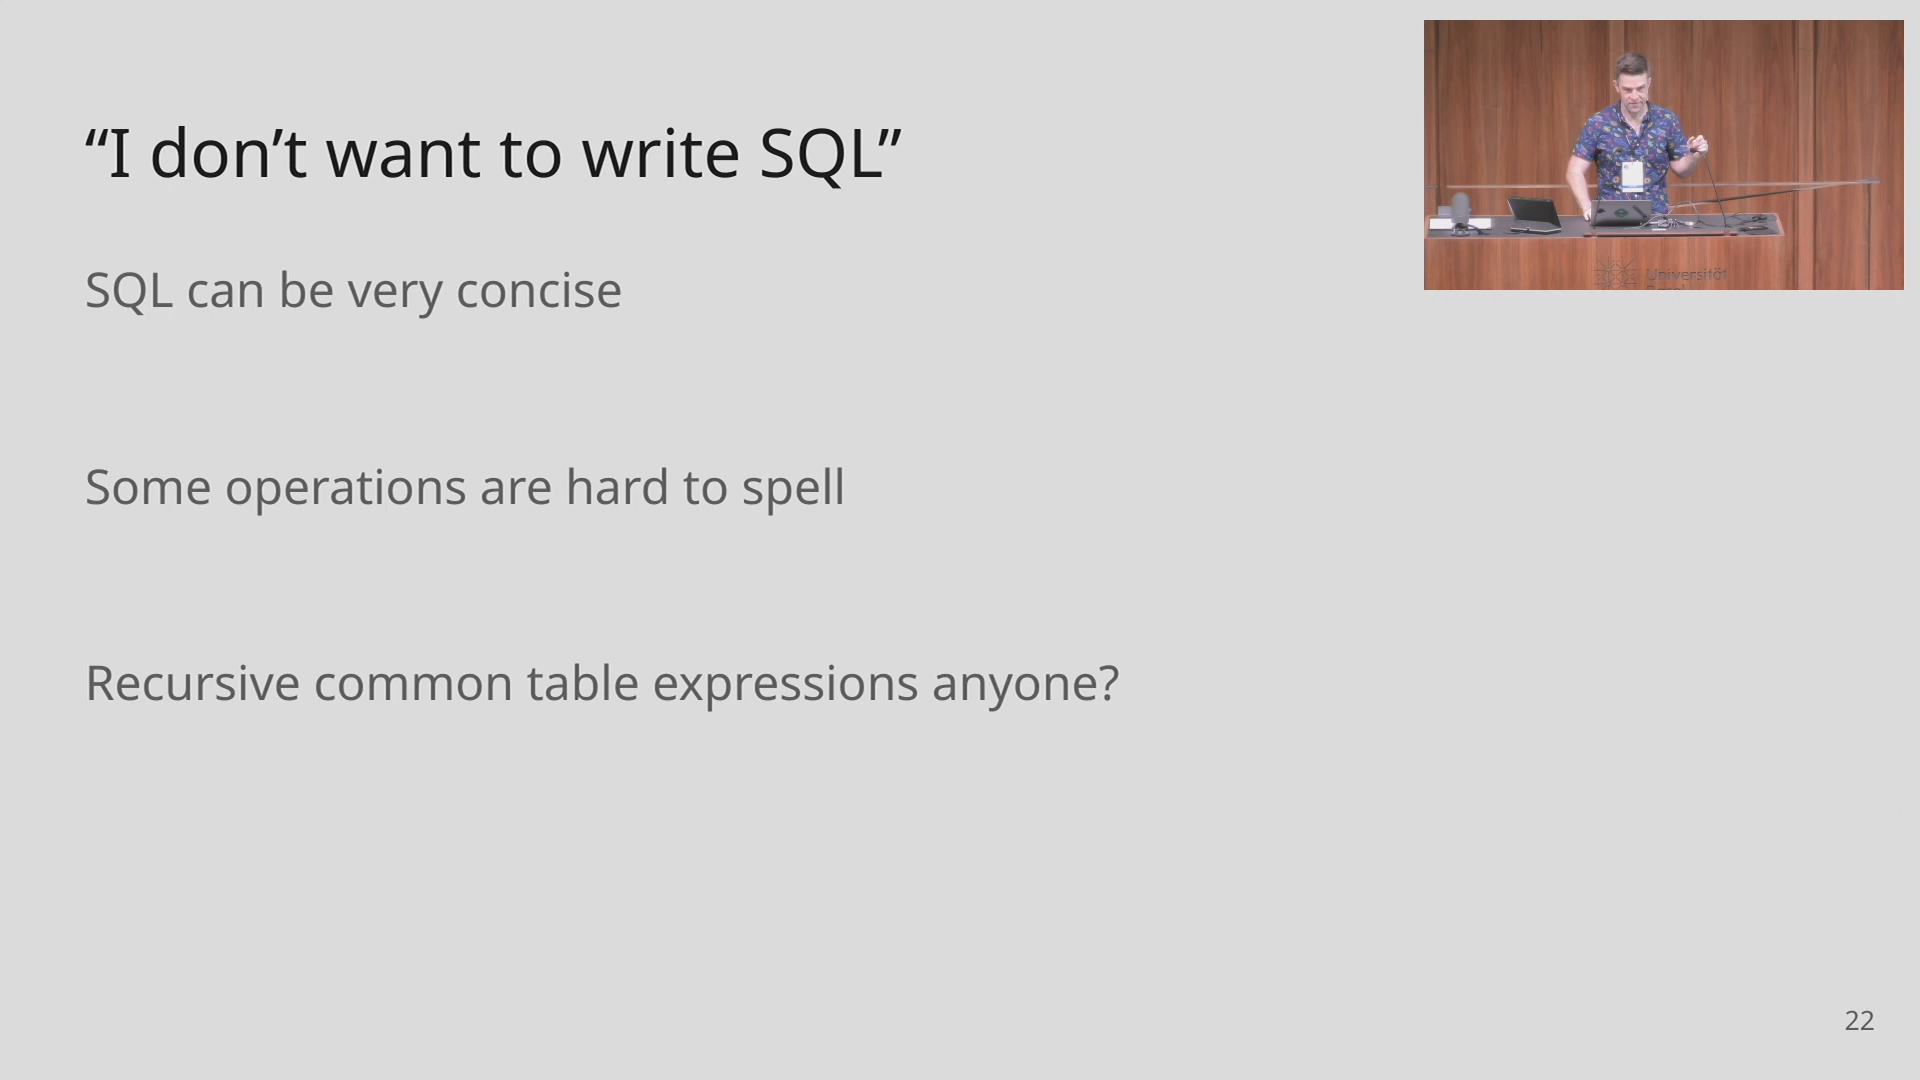 “I don’t want to write SQL”
SQL can be very concise
Some operations are hard to spell
Recursive common table expressions anyone?
Universität
22